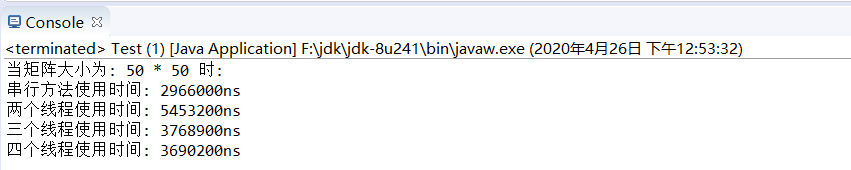 Console
<terminated> Test (1) [Java Application] F:\jdk\jdk-8u241\bin\javaw.exe (2020年4月26日 下午12:53:32)
当矩阵大小为: 50 * 50 时:
串行方法使用时间: 2966000ns
两个线程使用时间: 5453200ns
三个线程使用时间: 3768900ns
四个线程使用时间: 3690200ns